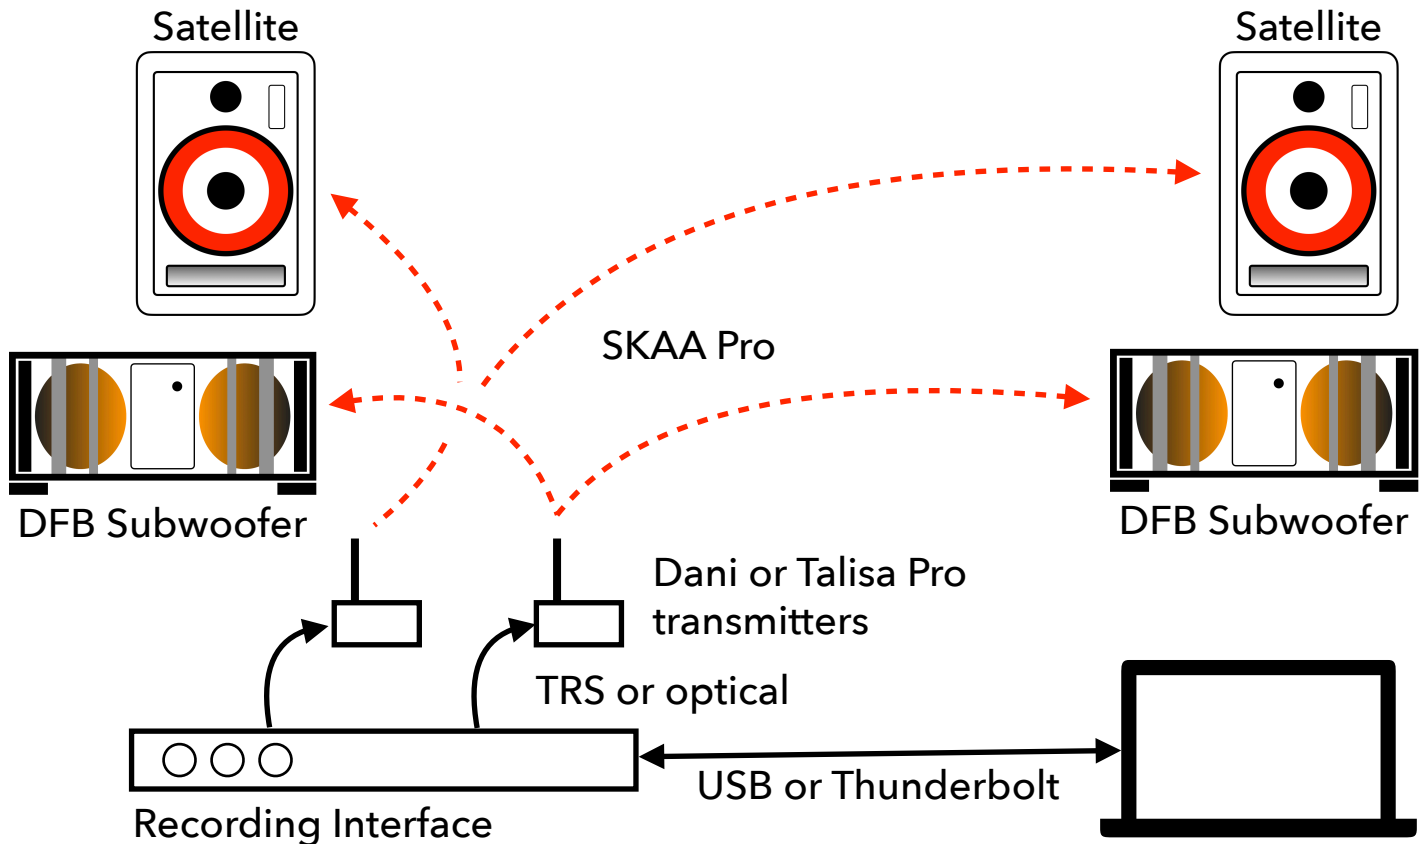 Satellite
Satellite
SKAA Pro
DFB Subwoofer
DFB Subwoofer
Dani or Talisa Pro
transmitters
TRS or optical
USB or Thunderbolt
Recording Interface